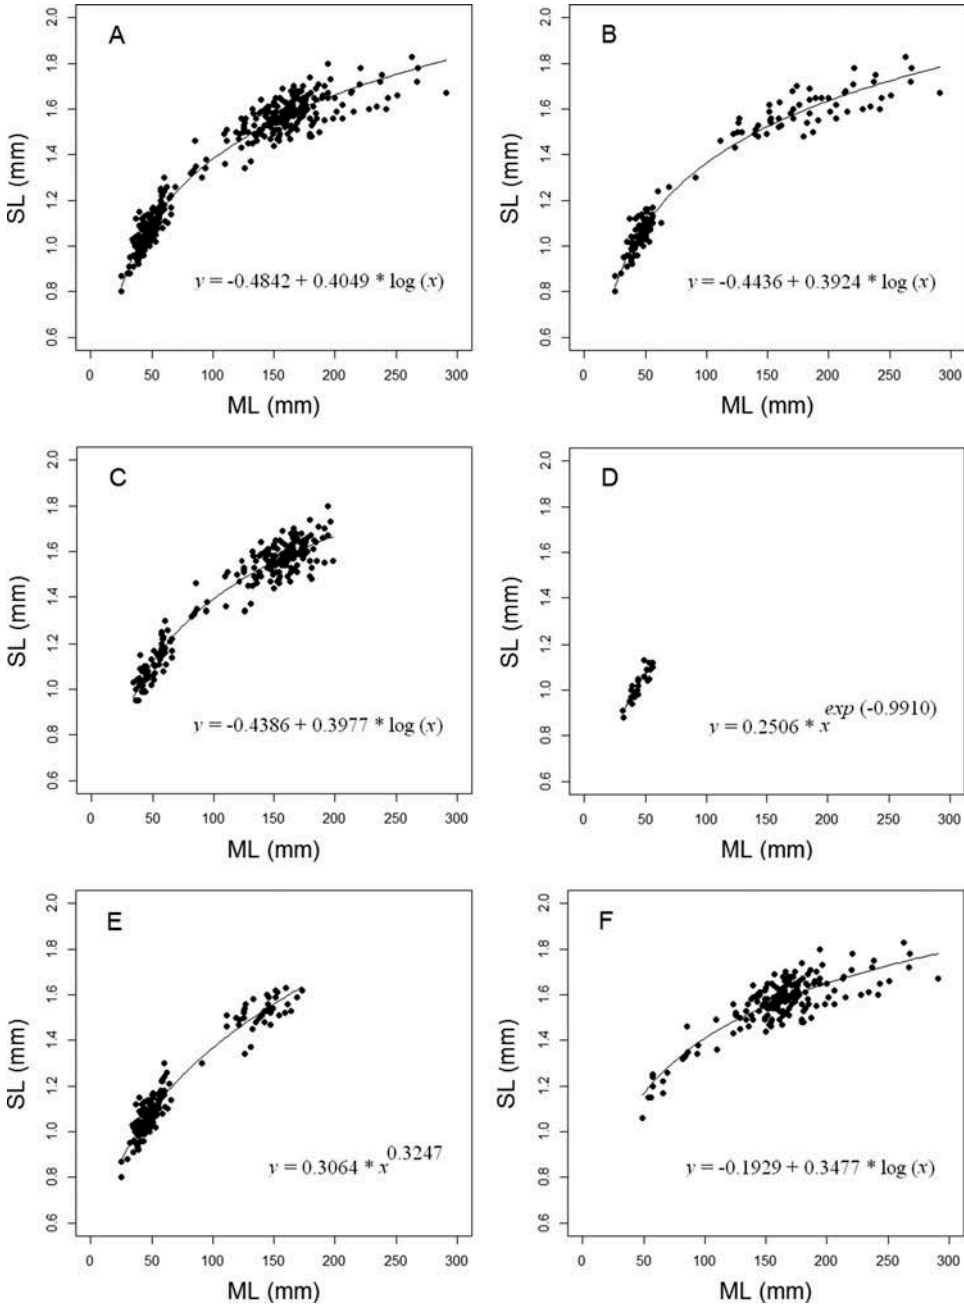 A
SL (mm)
2.0
1.8
1.6
1.4
1.2
1.0
0.8
0.6
y = -0.4842 + 0.4049 * log (x)
0 50 100 150 200 250 300
ML (mm)
B
SL (mm)
2.0
1.8
1.6
1.4
1.2
1.0
0.8
0.6
y = -0.4436 + 0.3924 * log (x)
0 50 100 150 200 250 300
ML (mm)
C
SL (mm)
2.0
1.8
1.6
1.4
1.2
1.0
0.8
0.6
y = -0.4386 + 0.3977 * log (x)
0 50 100 150 200 250 300
ML (mm)
D
SL (mm)
2.0
1.8
1.6
1.4
1.2
1.0
0.8
0.6
y = 0.2506 * x exp (-0.9910)
0 50 100 150 200 250 300
ML (mm)
E
SL (mm)
2.0
1.8
1.6
1.4
1.2
1.0
0.8
0.6
y = 0.3064 * x 0.3247
0 50 100 150 200 250 300
ML (mm)
F
SL (mm)
2.0
1.8
1.6
1.4
1.2
1.0
0.8
0.6
y = -0.1929 + 0.3477 * log (x)
0 50 100 150 200 250 300
ML (mm)